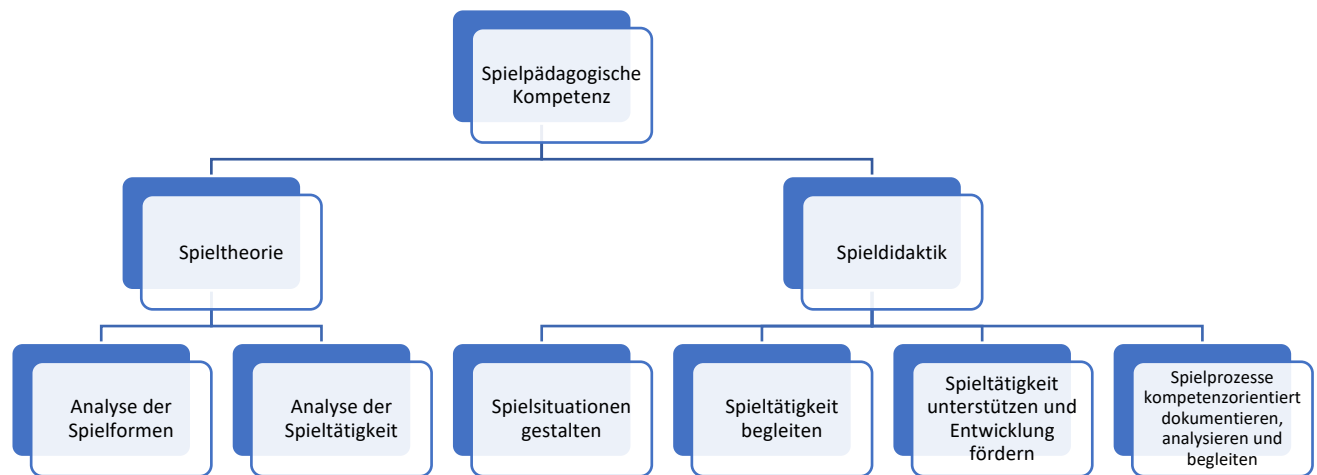 Spielpädagogische
Kompetenz
Spieltheorie
Spieldidaktik
Analyse der
Spielformen
Analyse der
Spieltätigkeit
Spielsituationen
gestalten
Spieltätigkeit
begleiten
Spieltätigkeit
unterstützen und
Entwicklung
fördern
Spielprozesse
kompetenzorientiert
dokumentieren,
analysieren und
begleiten